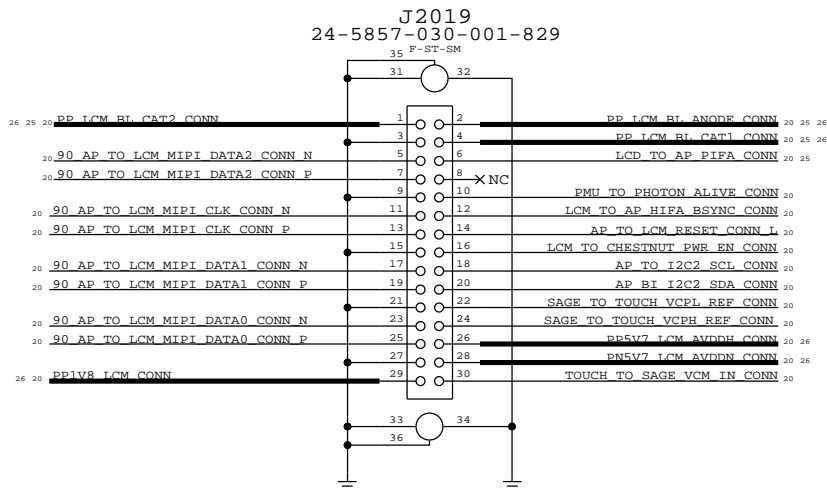 J2019
24-5857-030-001-829
F-ST-SM
35
31 32
26 25 20 PP_LCM_BL_CAT2_CONN 1 2 PP_LCM_BL_ANODE_CONN 20 25 26
3 4 PP_LCM_BL_CAT1_CONN 20 25 26
20 90_AP_TO_LCM_MIPI_DATA2_CONN_N 5 6 LCD_TO_AP_PIFA_CONN 20 25
20 90_AP_TO_LCM_MIPI_DATA2_CONN_P 7 8 NC
9 10 PMU_TO_PHOTON_ALIVE_CONN 20
20 90_AP_TO_LCM_MIPI_CLK_CONN_N 11 12 LCM_TO_AP_HIFA_BSYNC_CONN 20
20 90_AP_TO_LCM_MIPI_CLK_CONN_P 13 14 AP_TO_LCM_RESET_CONN_L 20
15 16 LCM_TO_CHESTNUT_PWR_EN_CONN 20
20 90_AP_TO_LCM_MIPI_DATA1_CONN_N 17 18 AP_TO_I2C2_SCL_CONN 20
20 90_AP_TO_LCM_MIPI_DATA1_CONN_P 19 20 AP_BI_I2C2_SDA_CONN 20
21 22 SAGE_TO_TOUCH_VCPL_REF_CONN 20
20 90_AP_TO_LCM_MIPI_DATA0_CONN_N 23 24 SAGE_TO_TOUCH_VCPH_REF_CONN 20
20 90_AP_TO_LCM_MIPI_DATA0_CONN_P 25 26 PP5V7_LCM_AVDDH_CONN 20 26
27 28 PN5V7_LCM_AVDDN_CONN 20 26
26 20 PP1V8_LCM_CONN 29 30 TOUCH_TO_SAGE_VCM_IN_CONN 20
33 34
36